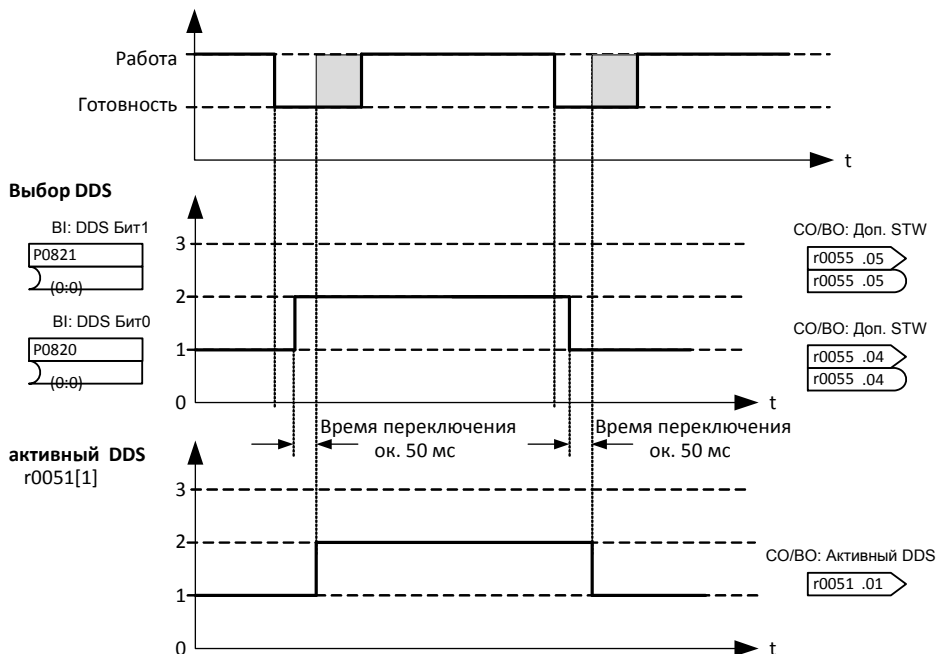 Работа
Готовность
t
Выбор DDS
BI: DDS Бит1
P0821
(0:0)
BI: DDS Бит0
P0820
(0:0)
3
2
1
0
t
CO/BO: Доп. STW
r0055 .05
r0055 .05
CO/BO: Доп. STW
r0055 .04
r0055 .04
Время переключения
ок. 50 мс
Время переключения
ок. 50 мс
активный DDS
r0051[1]
3
2
1
0
t
CO/BO: Активный DDS
r0051 .01